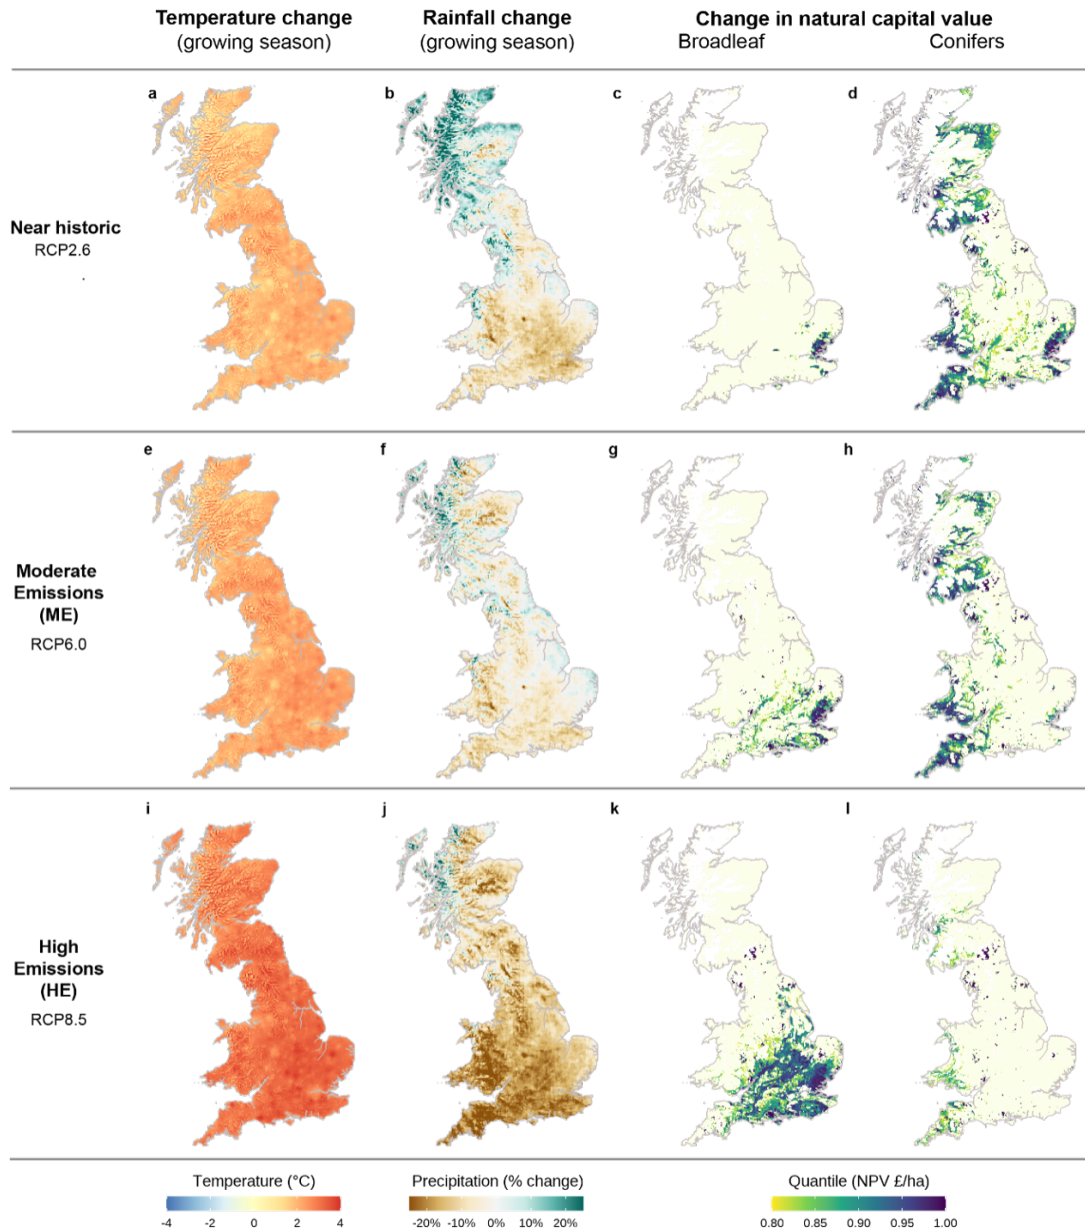 Temperature change
(growing season)
Rainfall change
(growing season)
Change in natural capital value
Broadleaf
Conifers
a
b
c
d
Near historic
RCP2.6
e
f
g
h
Moderate
Emissions
(ME)
RCP6.0
i
j
k
l
High
Emissions
(HE)
RCP8.5
Temperature (°C)
-4 -2 0 2 4
Precipitation (% change)
-20% -10% 0% 10% 20%
Quantile (NPV £/ha)
0.80 0.85 0.90 0.95 1.00